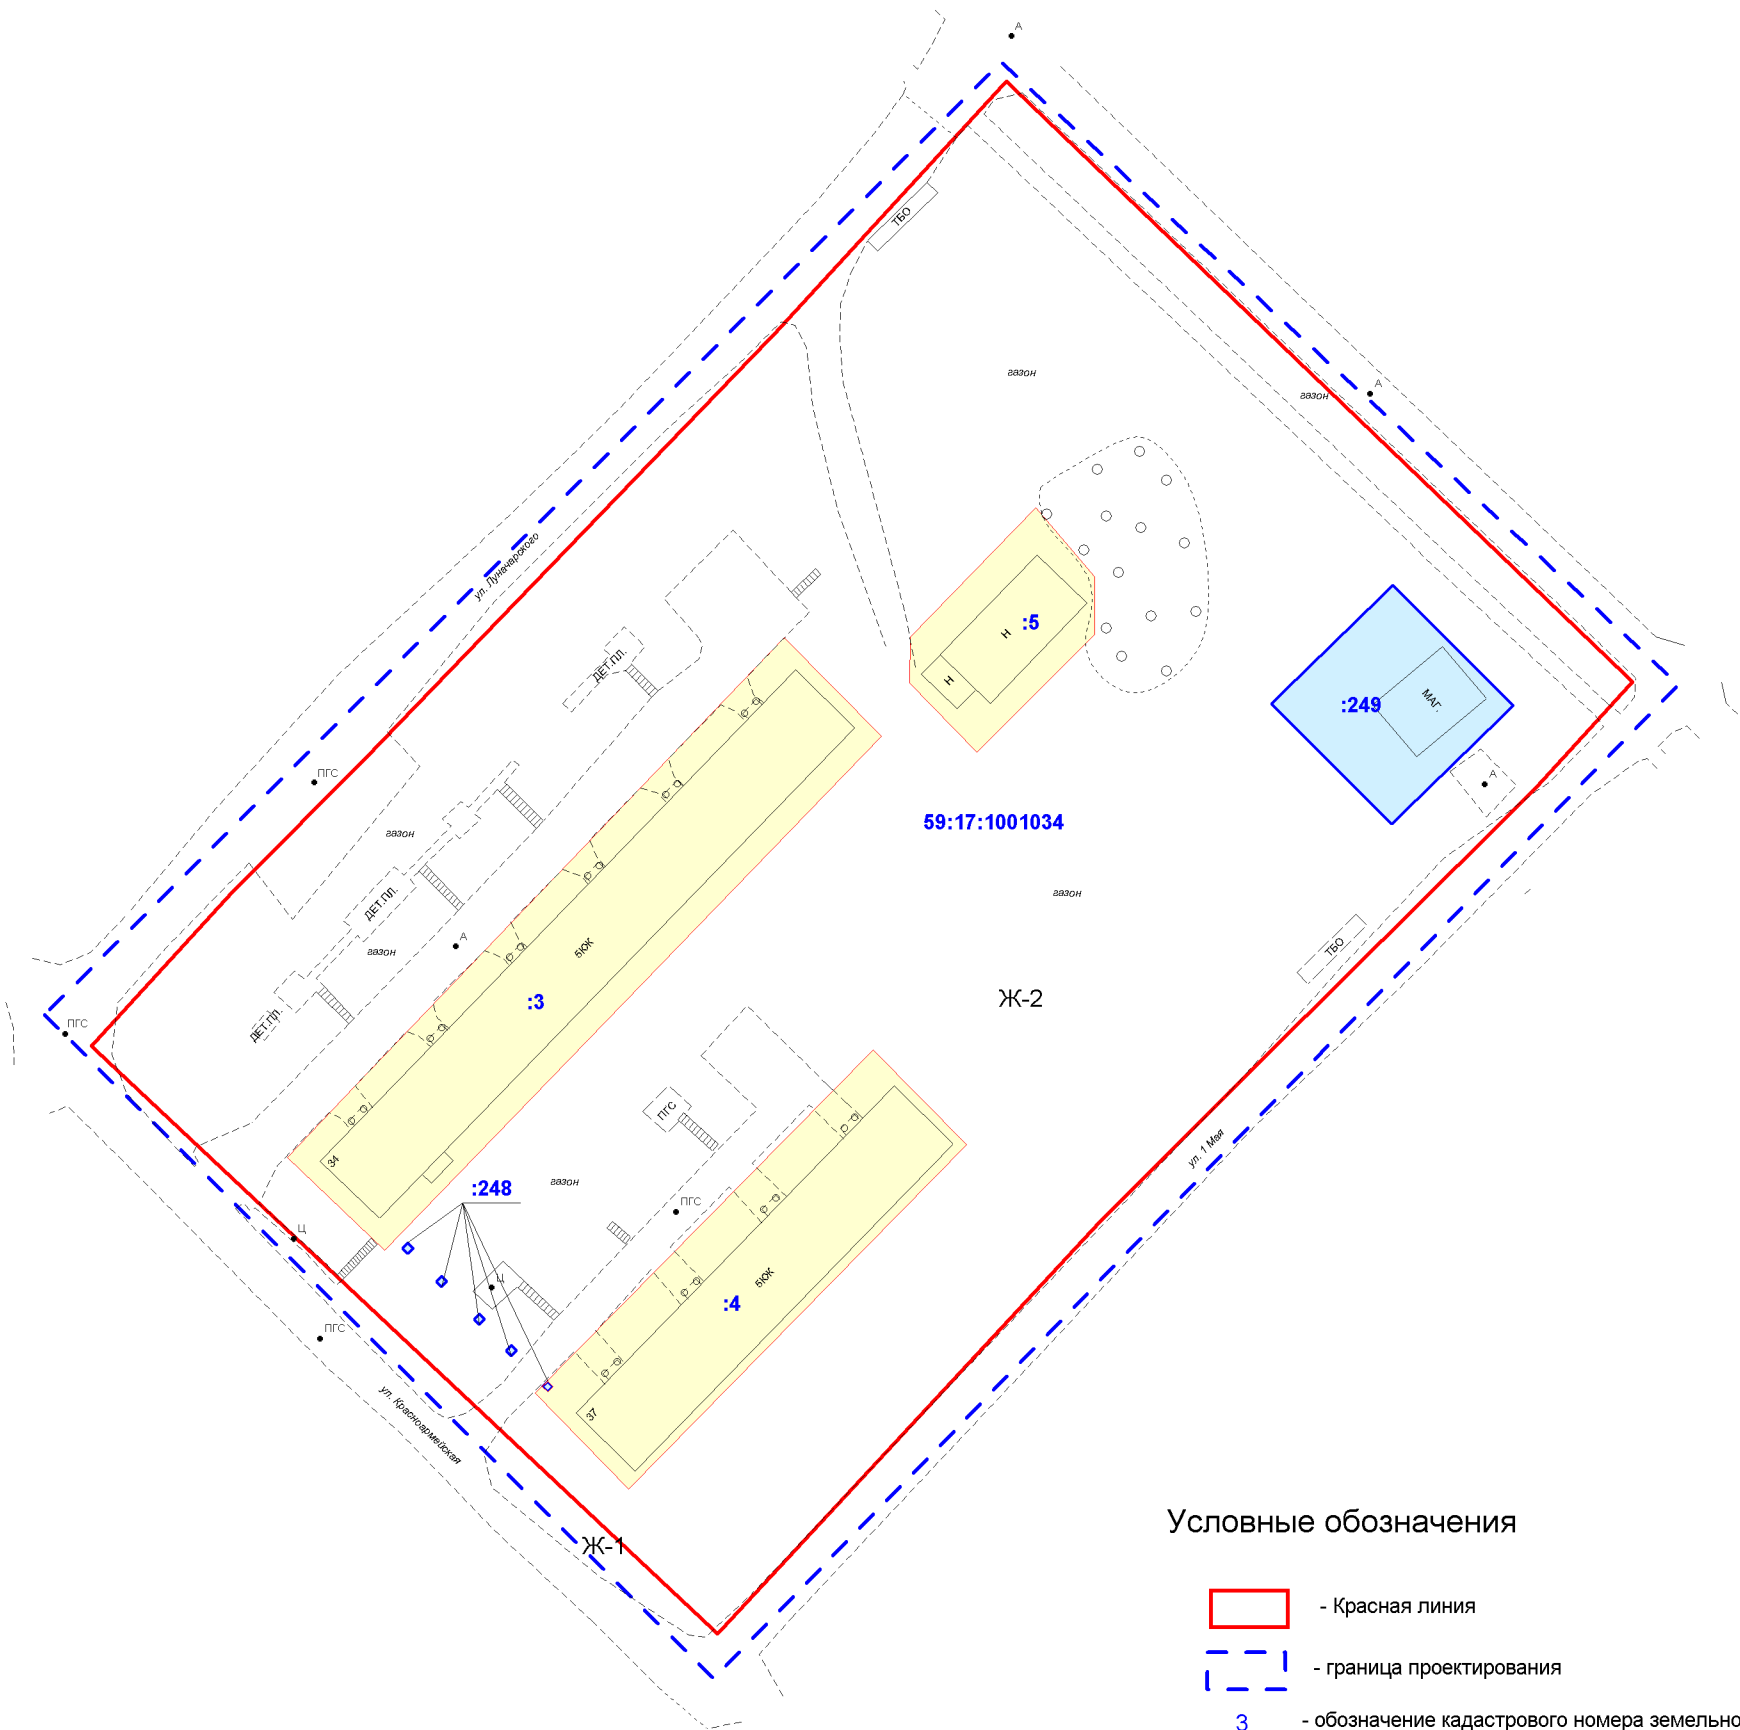 А
ТБО
газон
А
газон
ул. Луначарского
:5
Н
Н
ДЕТ.ПЛ.
:249
МАГ.
ПГС
А
59:17:1001034
газон
ДЕТ.ПЛ.
газон
А
5ЮК
газон
ТБО
:3
Ж-2
ПГС
ДЕТ.ПЛ.
ПГС
34
ул. 1 Мая
:248
газон
ПГС
Ц
Ц
5ЮК
:4
ПГС
ул. Красноармейская
37
Ж-1
Условные обозначения
- Красная линия
- граница проектирования
3 - обозначение кадастрового номера земельно